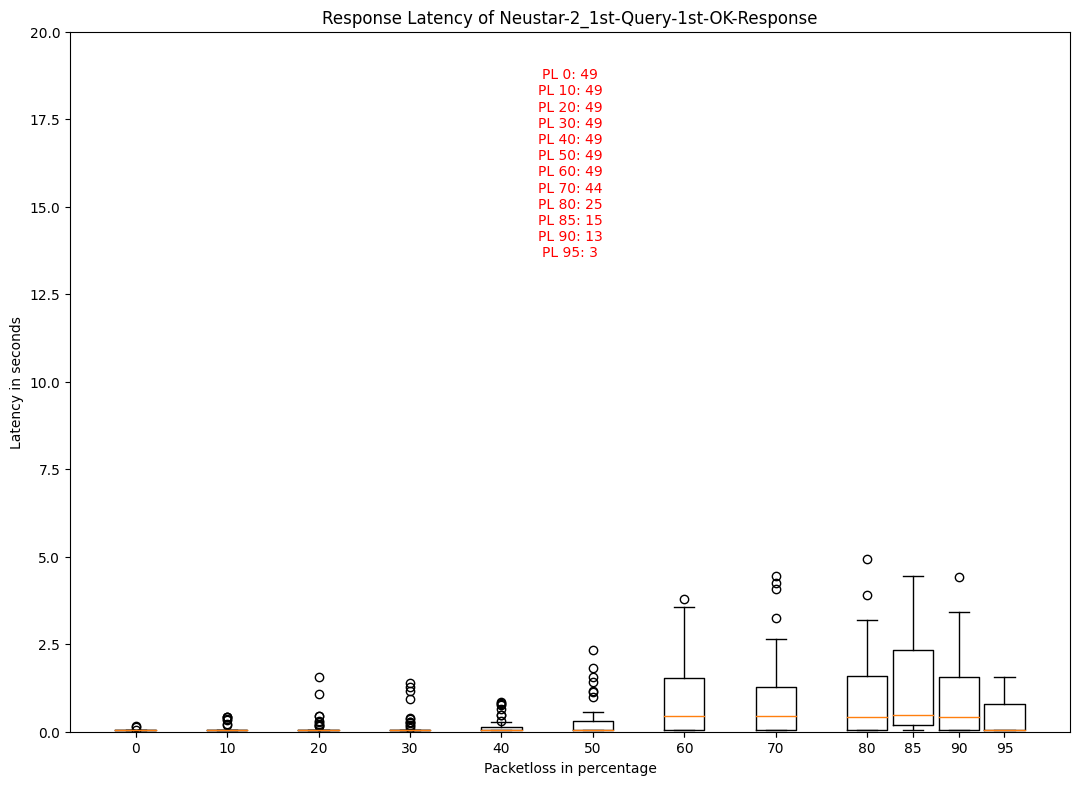 Response Latency of Neustar-2_1st-Query-1st-OK-Response
20.0
17.5
15.0
12.5
10.0
7.5
5.0
2.5
0.0
Latency in seconds
PL 0: 49
PL 10: 49
PL 20: 49
PL 30: 49
PL 40: 49
PL 50: 49
PL 60: 49
PL 70: 44
PL 80: 25
PL 85: 15
PL 90: 13
PL 95: 3
0 10 20 30 40 50 60 70 80 85 90 95
Packetloss in percentage